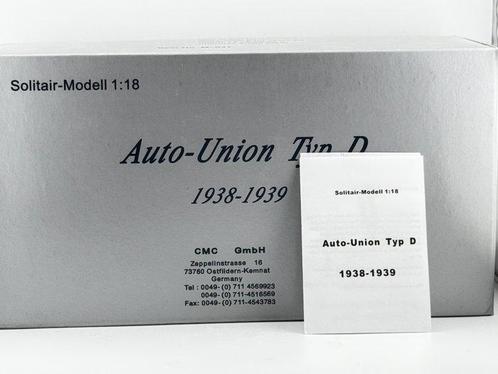 Solitair-Modell 1:18
Auto-Union Typ D
1938-1939
CMC GmbH
Zeppelinstrasse 16
73760 Ostfildern-Kemnat
Germany
Tel : 0049-(0) 711 4569923
0049-(0) 711-4516569
Fax: 0049-(0) 711-4543783
Solitair-Modell 1:18
Auto-Union Typ D
1938-1939